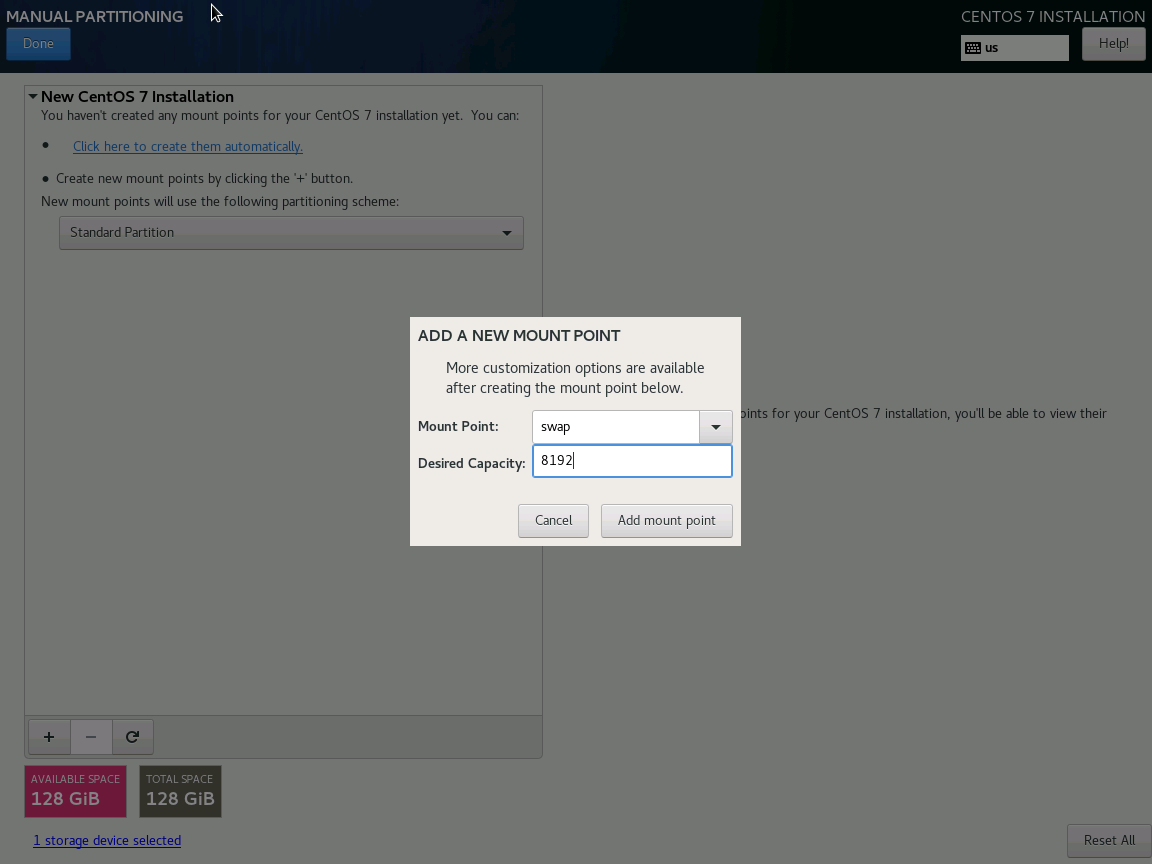 MANUAL PARTITIONING
CENTOS 7 INSTALLATION
Done
us
Help!
New CentOS 7 Installation
You haven't created any mount points for your CentOS 7 installation yet.  You can:
• Click here to create them automatically.
• Create new mount points by clicking the '+' button.
New mount points will use the following partitioning scheme:
Standard Partition
ADD A NEW MOUNT POINT
More customization options are available
after creating the mount point below.
Mount Point: swap
Desired Capacity: 8192
Cancel
Add mount point
for your CentOS 7 installation, you'll be able to view their
+
−
AVAILABLE SPACE
128 GiB
TOTAL SPACE
128 GiB
1 storage device selected
Reset All